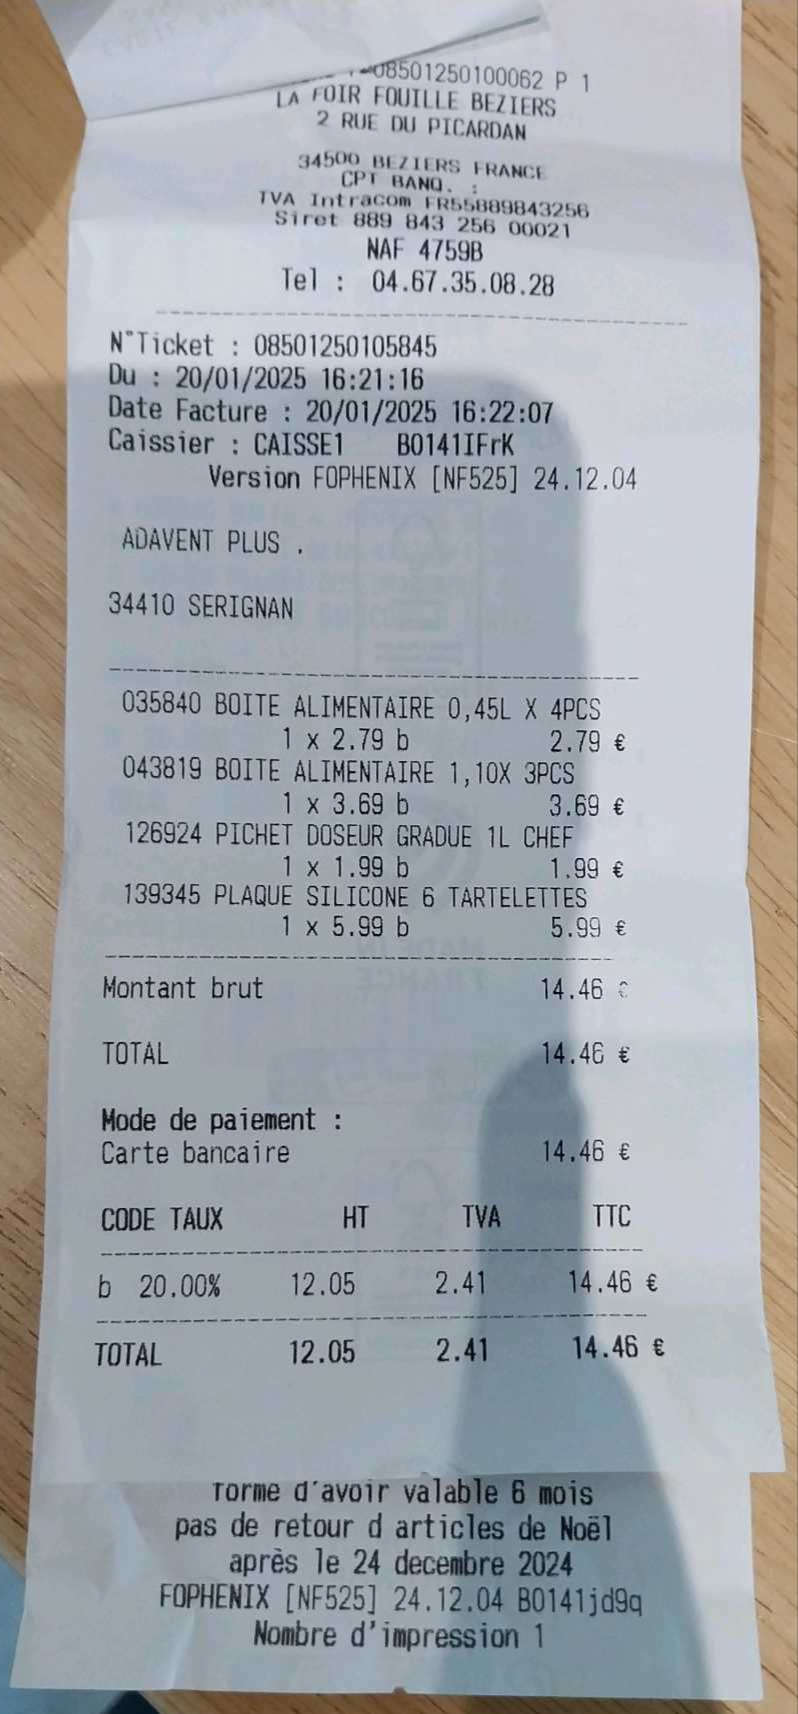 08501250100062 P 1
LA FOIR FOUILLE BEZIERS
2 RUE DU PICARDAN
34500 BEZIERS FRANCE
CPT BANQ. :
TVA Intracom FR55889843256
Siret 889 843 256 00021
NAF 4759B
Tel : 04.67.35.08.28
N°Ticket : 08501250105845
Du : 20/01/2025 16:21:16
Date Facture : 20/01/2025 16:22:07
Caissier : CAISSE1 B0141IFrK
Version FOPHENIX [NF525] 24.12.04
ADAVENT PLUS .
34410 SERIGNAN
035840 BOITE ALIMENTAIRE 0,45L X 4PCS
1 x 2.79 b 2.79 €
043819 BOITE ALIMENTAIRE 1,10X 3PCS
1 x 3.69 b 3.69 €
126924 PICHET DOSEUR GRADUE 1L CHEF
1 x 1.99 b 1.99 €
139345 PLAQUE SILICONE 6 TARTELETTES
1 x 5.99 b 5.99 €
Montant brut 14.46 €
TOTAL 14.46 €
Mode de paiement :
Carte bancaire 14.46 €
CODE TAUX HT TVA TTC
b 20.00% 12.05 2.41 14.46 €
TOTAL 12.05 2.41 14.46 €
forme d'avoir valable 6 mois
pas de retour d articles de Noël
après le 24 decembre 2024
FOPHENIX [NF525] 24.12.04 B0141jd9q
Nombre d'impression 1